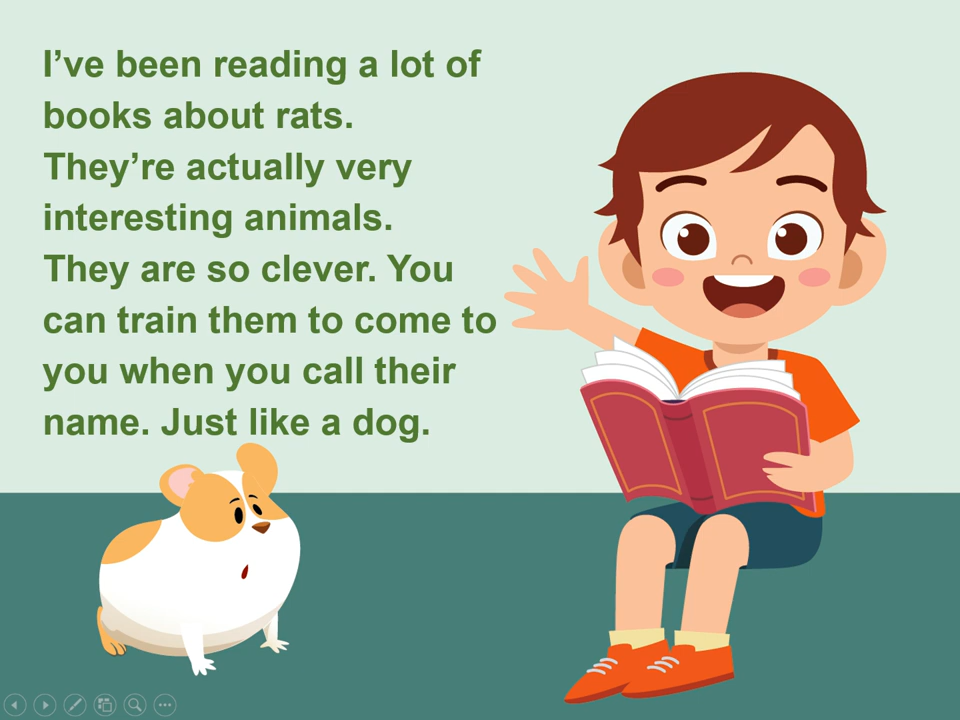 I’ve been reading a lot of
books about rats.
They’re actually very
interesting animals.
They are so clever. You
can train them to come to
you when you call their
name. Just like a dog.